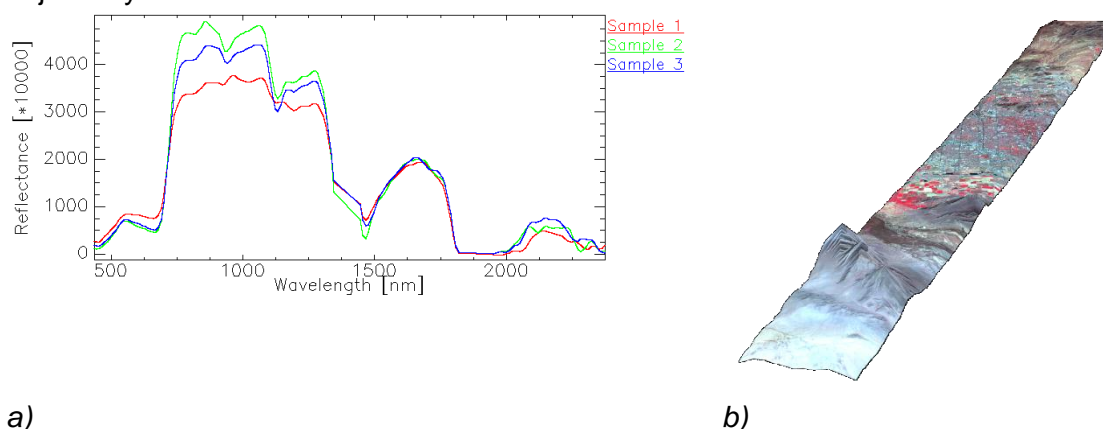 Sample 1
Sample 2
Sample 3
Reflectance [*10000]
4000
3000
2000
1000
0
500
1000
1500
2000
Wavelength [nm]
a)
b)